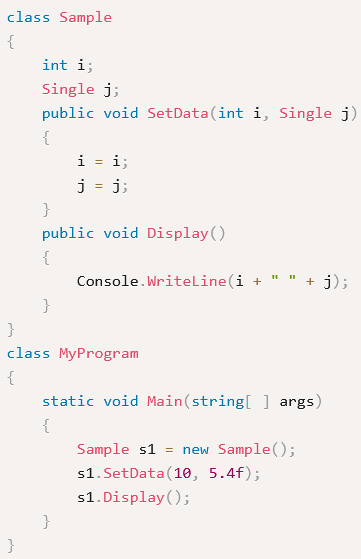 class Sample
{
    int i;
    Single j;
    public void SetData(int i, Single j)
    {
        i = i;
        j = j;
    }
    public void Display()
    {
        Console.WriteLine(i + " " + j);
    }
}
class MyProgram
{
    static void Main(string[ ] args)
    {
        Sample s1 = new Sample();
        s1.SetData(10, 5.4f);
        s1.Display();
    }
}